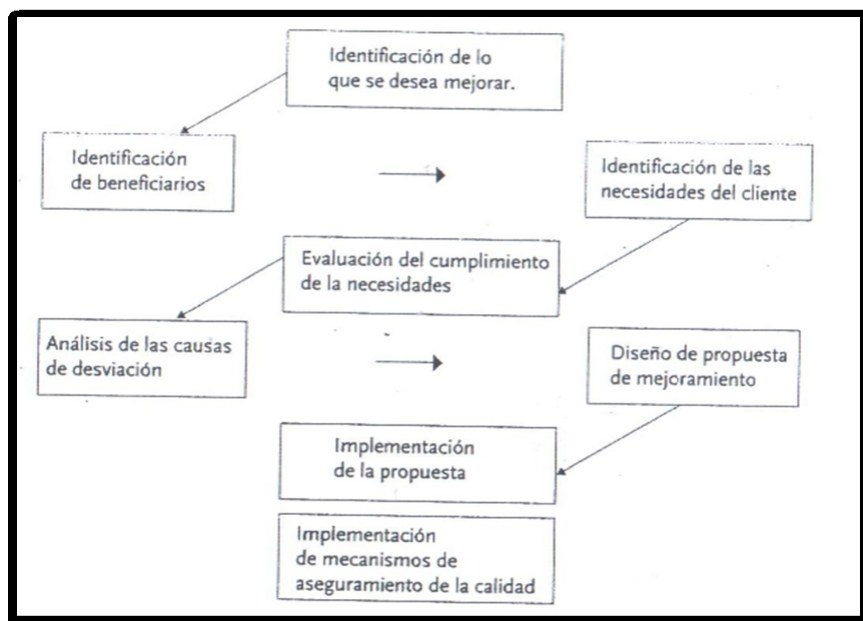 Identificación de lo
que se desea mejorar.
Identificación
de beneficiarios
Identificación de las
necesidades del cliente
Evaluación del cumplimiento
de la necesidades
Análisis de las causas
de desviación
Diseño de propuesta
de mejoramiento
Implementación
de la propuesta
Implementación
de mecanismos de
aseguramiento de la calidad